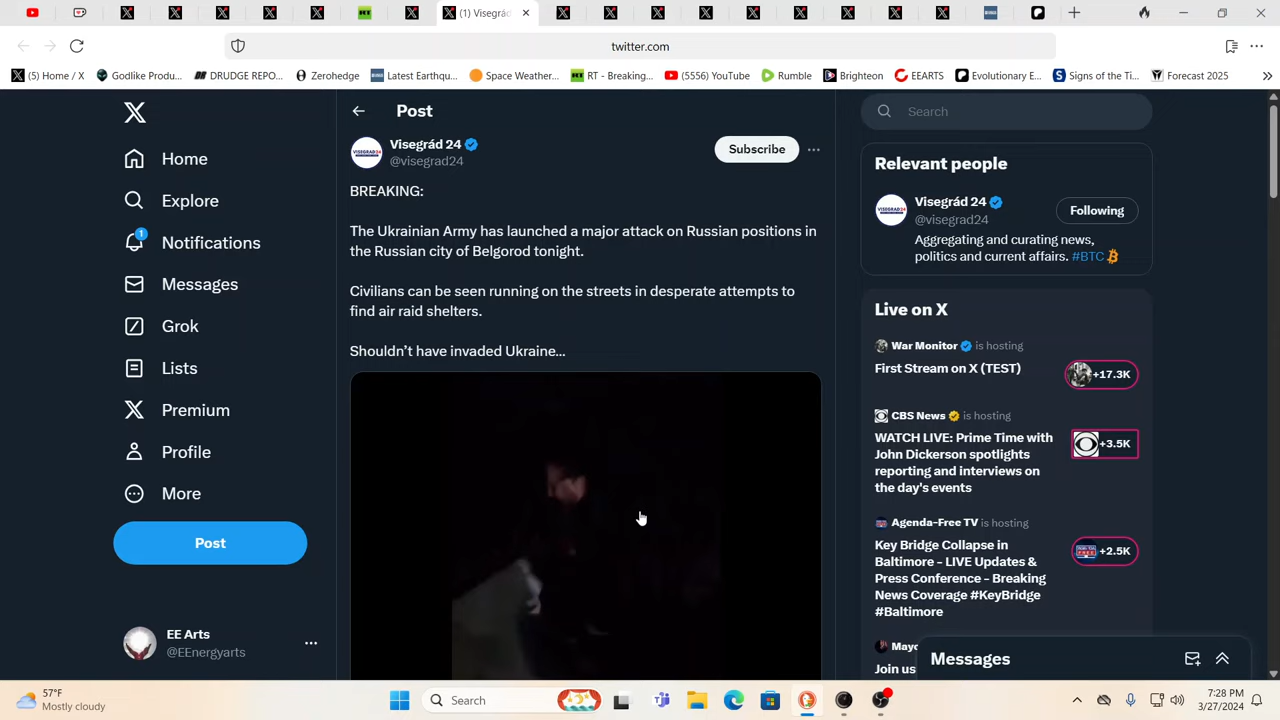 (1) Visegrá
twitter.com
(5) Home / X
Godlike Produ...
DRUDGE REPO...
Zerohedge
Latest Earthqu...
Space Weather...
RT - Breaking...
(5556) YouTube
Rumble
Brighteon
EEARTS
Evolutionary E...
Signs of the Ti...
Forecast 2025
Post
Search
Visegrád 24
@visegrad24
Subscribe
BREAKING:
The Ukrainian Army has launched a major attack on Russian positions in
the Russian city of Belgorod tonight.
Civilians can be seen running on the streets in desperate attempts to
find air raid shelters.
Shouldn’t have invaded Ukraine...
Home
Explore
1
Notifications
Messages
Grok
Lists
Premium
Profile
More
Post
EE Arts
@EEnergyarts
Relevant people
Visegrád 24
@visegrad24
Following
Aggregating and curating news,
politics and current affairs. #BTC
Live on X
War Monitor is hosting
First Stream on X (TEST)
+17.3K
CBS News is hosting
WATCH LIVE: Prime Time with
John Dickerson spotlights
reporting and interviews on
the day's events
+3.5K
Agenda-Free TV is hosting
Key Bridge Collapse in
Baltimore - LIVE Updates &
Press Conference - Breaking
News Coverage #KeyBridge
#Baltimore
+2.5K
Join us
Messages
57°F
Mostly cloudy
Search
7:28 PM
3/27/2024